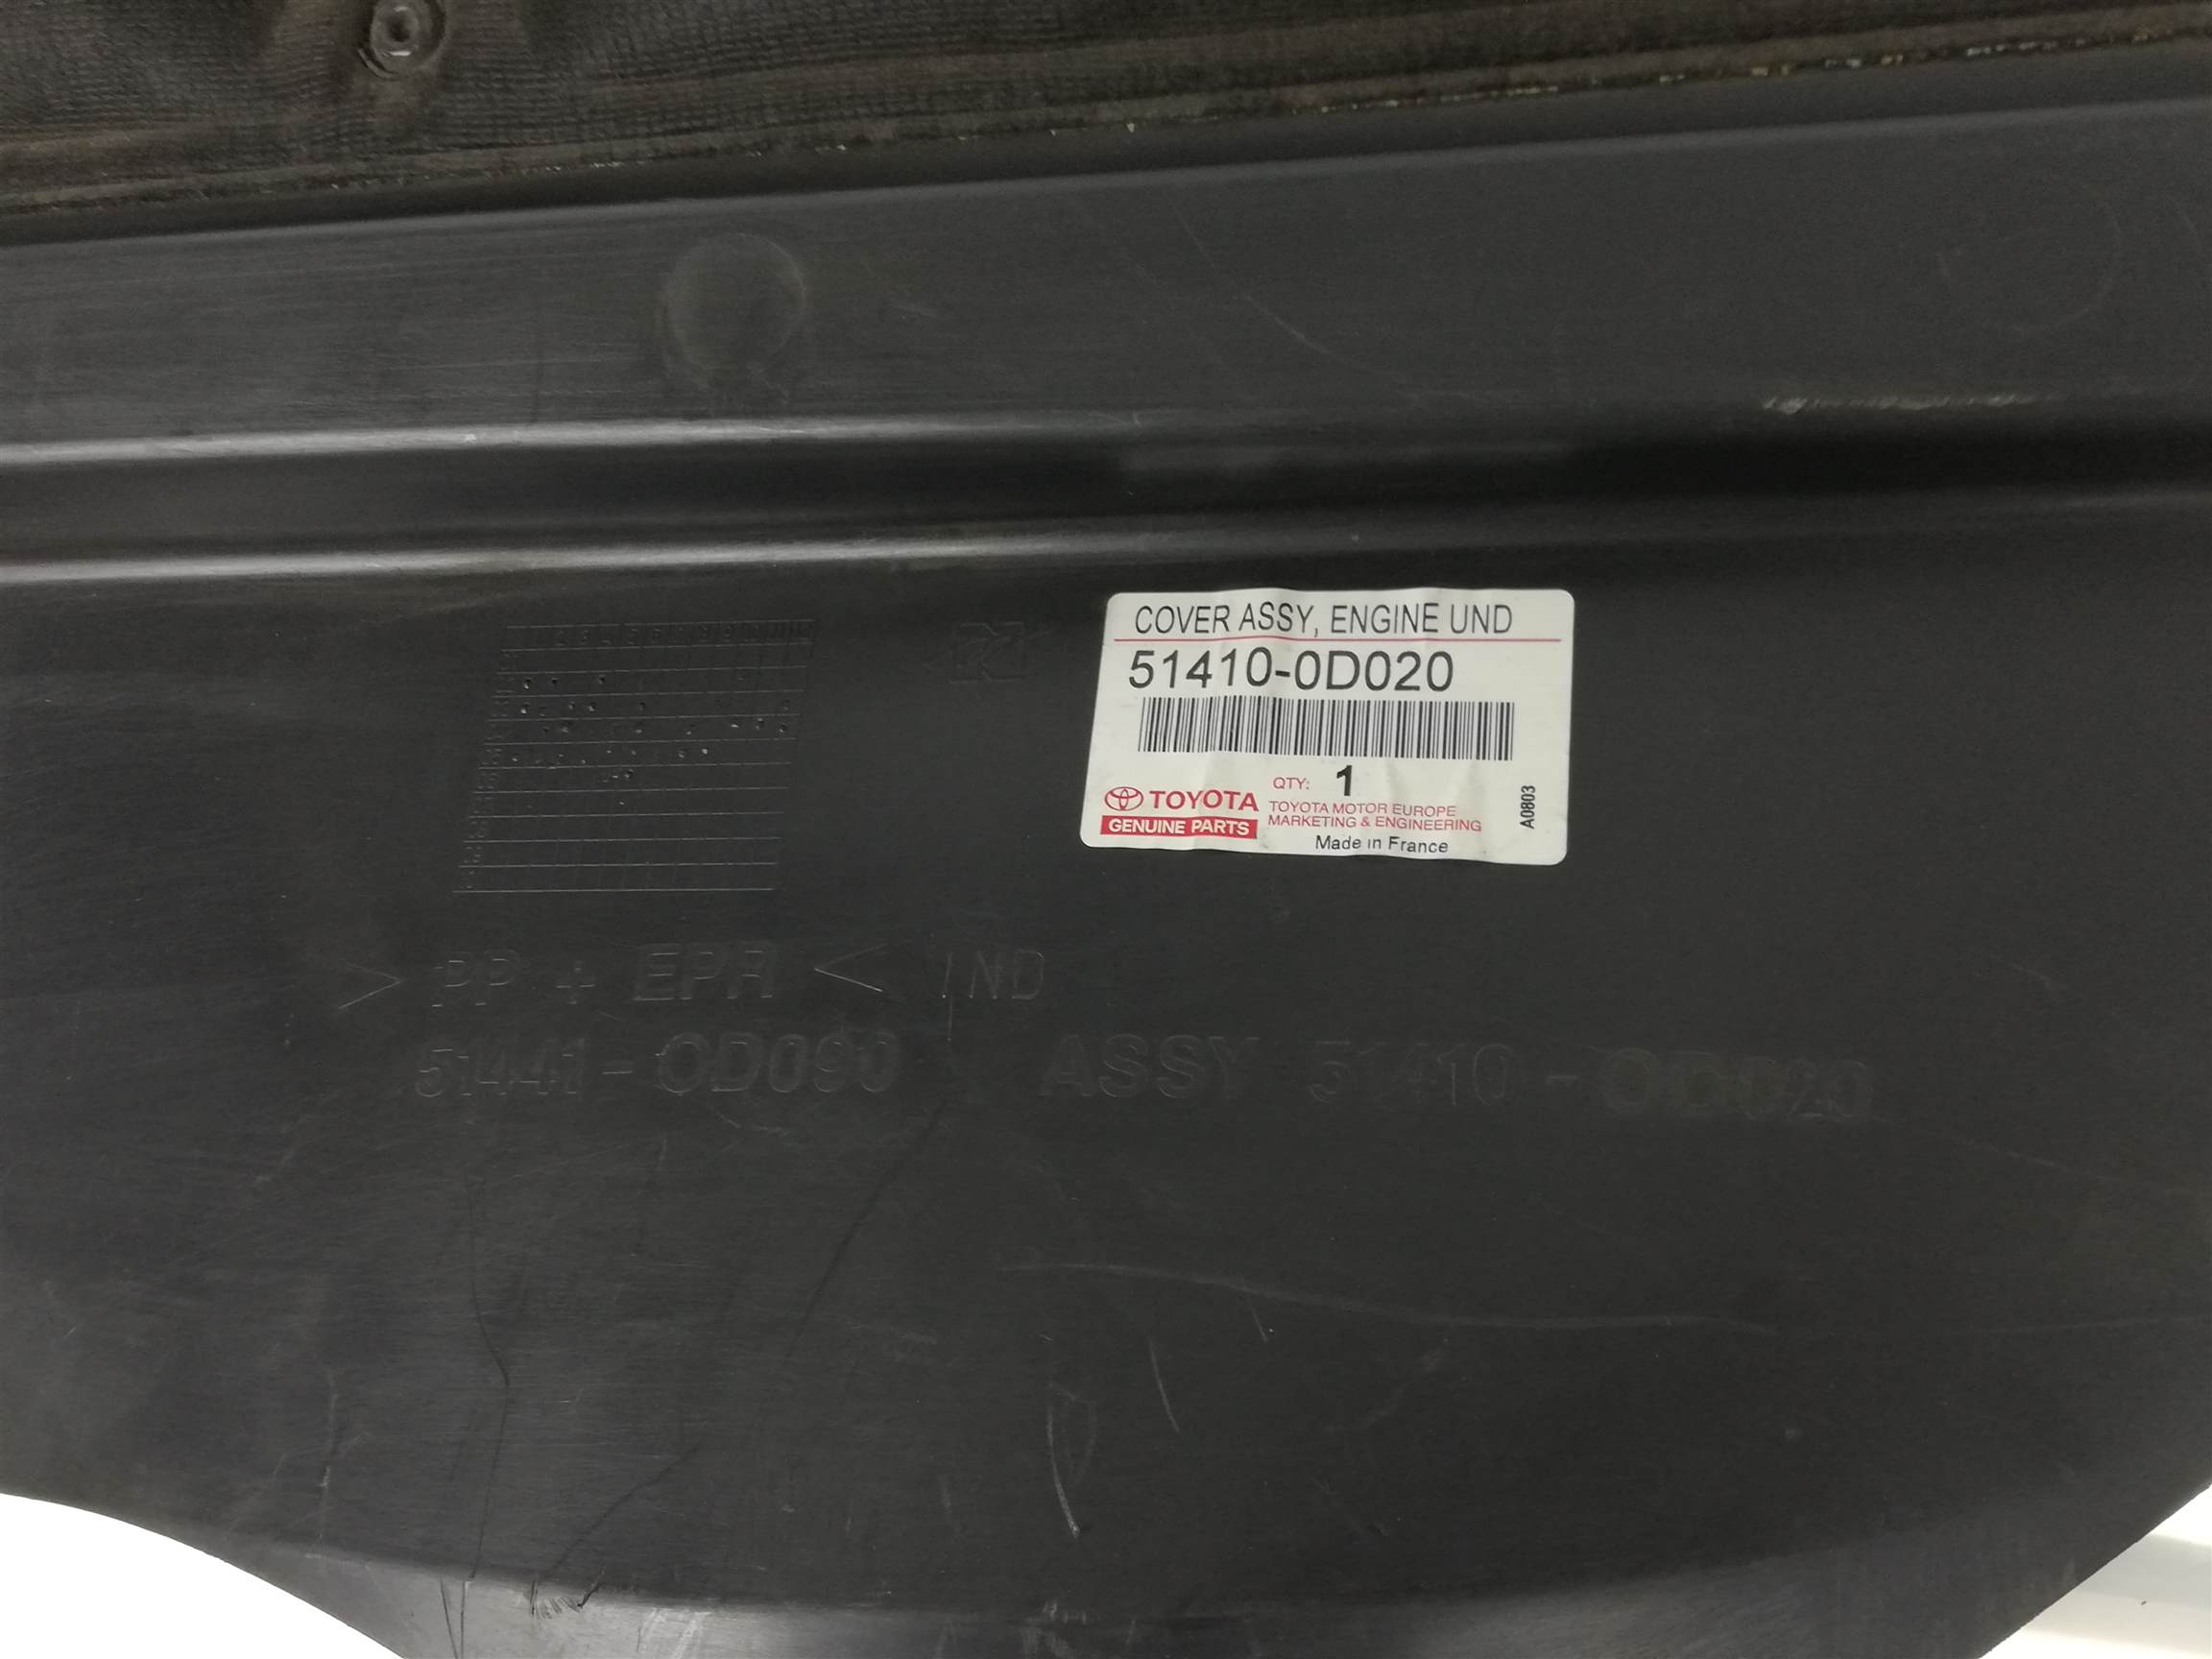 COVER ASSY, ENGINE UND
51410-0D020
QTY: 1
TOYOTA
GENUINE PARTS
TOYOTA MOTOR EUROPE
MARKETING & ENGINEERING
Made in France
A0803
> PP + EPR < IND
51441-0D090 ASSY 51410-0D020